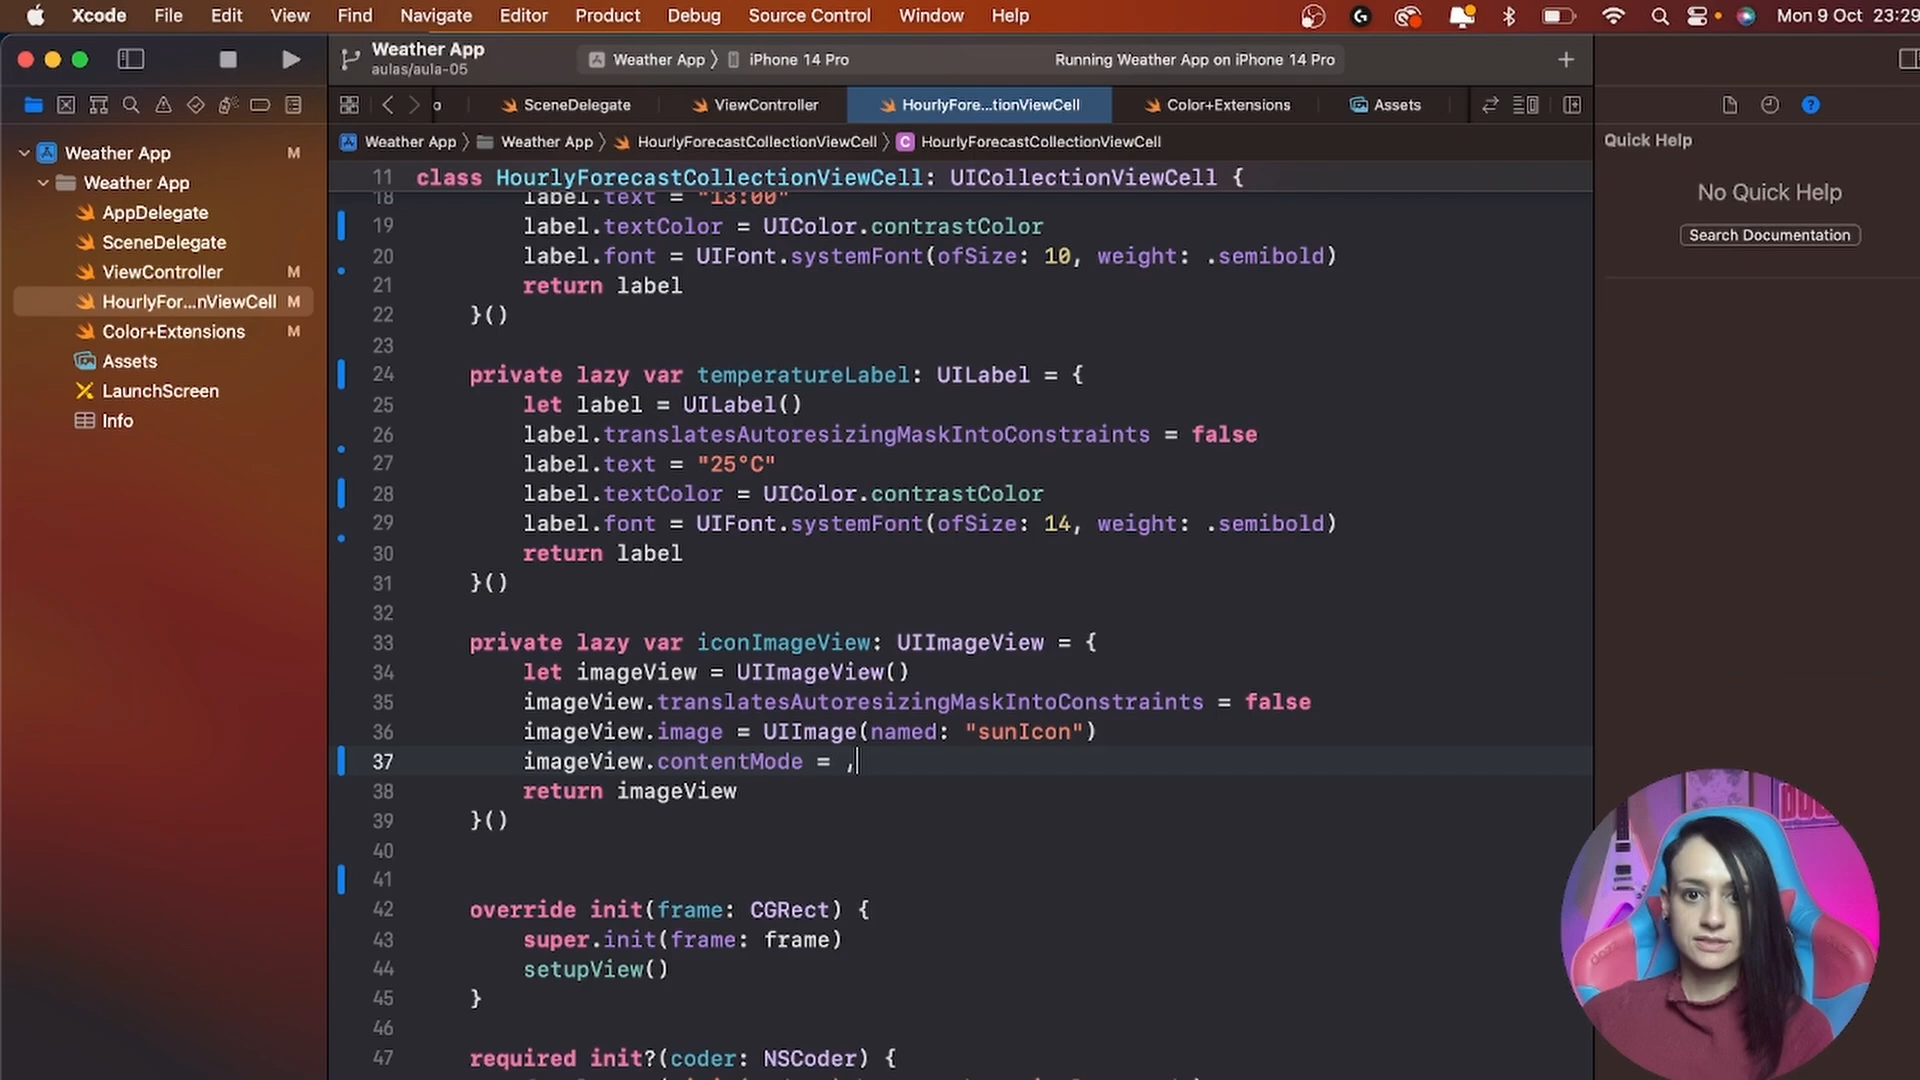 Xcode File Edit View Find Navigate Editor Product Debug Source Control Window Help Mon 9 Oct 23:29
Weather App
aulas/aula-05
Weather App iPhone 14 Pro Running Weather App on iPhone 14 Pro
SceneDelegate ViewController HourlyFore...tionViewCell Color+Extensions Assets
Weather App Weather App HourlyForecastCollectionViewCell C HourlyForecastCollectionViewCell
Weather App M
Weather App
AppDelegate
SceneDelegate
ViewController M
HourlyFor...nViewCell M
Color+Extensions M
Assets
LaunchScreen
Info
11 class HourlyForecastCollectionViewCell: UICollectionViewCell {
18 label.text = "13:00"
19 label.textColor = UIColor.contrastColor
20 label.font = UIFont.systemFont(ofSize: 10, weight: .semibold)
21 return label
22 }()
23
24 private lazy var temperatureLabel: UILabel = {
25 let label = UILabel()
26 label.translatesAutoresizingMaskIntoConstraints = false
27 label.text = "25°C"
28 label.textColor = UIColor.contrastColor
29 label.font = UIFont.systemFont(ofSize: 14, weight: .semibold)
30 return label
31 }()
32
33 private lazy var iconImageView: UIImageView = {
34 let imageView = UIImageView()
35 imageView.translatesAutoresizingMaskIntoConstraints = false
36 imageView.image = UIImage(named: "sunIcon")
37 imageView.contentMode = ,
38 return imageView
39 }()
40
41
42 override init(frame: CGRect) {
43 super.init(frame: frame)
44 setupView()
45 }
46
47 required init?(coder: NSCoder) {
Quick Help
No Quick Help
Search Documentation